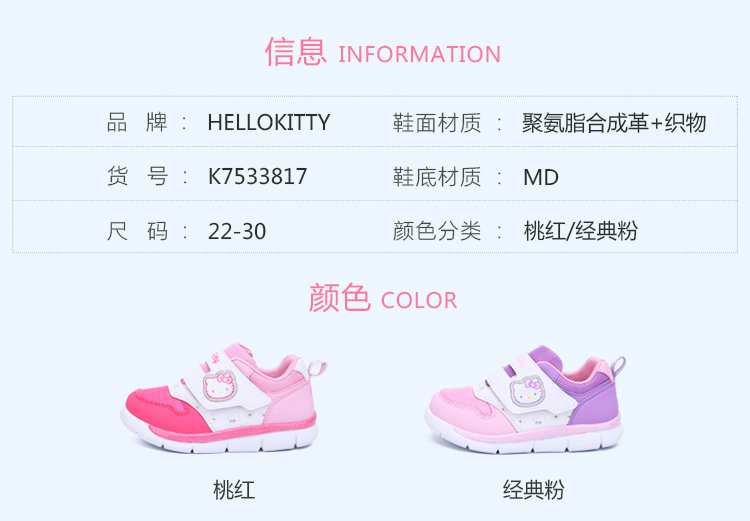 信息 INFORMATION
品 牌 : HELLOKITTY 鞋面材质 : 聚氨脂合成革+织物
货 号 : K7533817 鞋底材质 : MD
尺 码 : 22-30 颜色分类 : 桃红/经典粉
颜色 COLOR
桃红 经典粉